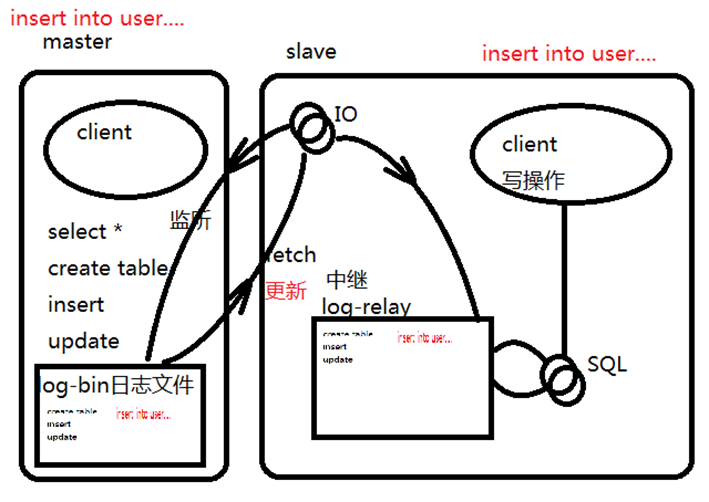 insert into user....
master
client
select *
create table
insert
update
log-bin日志文件
create table
insert into user...
insert
update
监听
slave
IO
fetch
更新
中继
log-relay
create table
insert into user...
insert
update
insert into user....
client
写操作
SQL